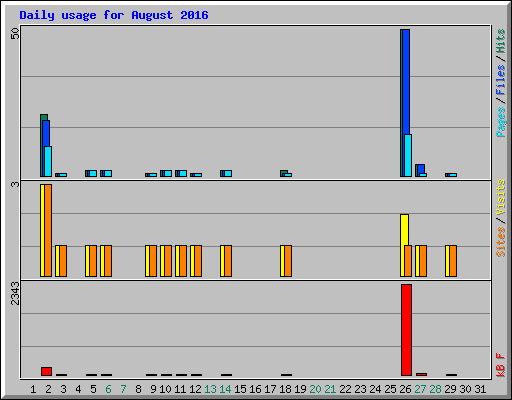 Daily usage for August 2016
50
Pages / Files / Hits
3
Sites / Visits
2343
kB F
1 2 3 4 5 6 7 8 9 10 11 12 13 14 15 16 17 18 19 20 21 22 23 24 25 26 27 28 29 30 31